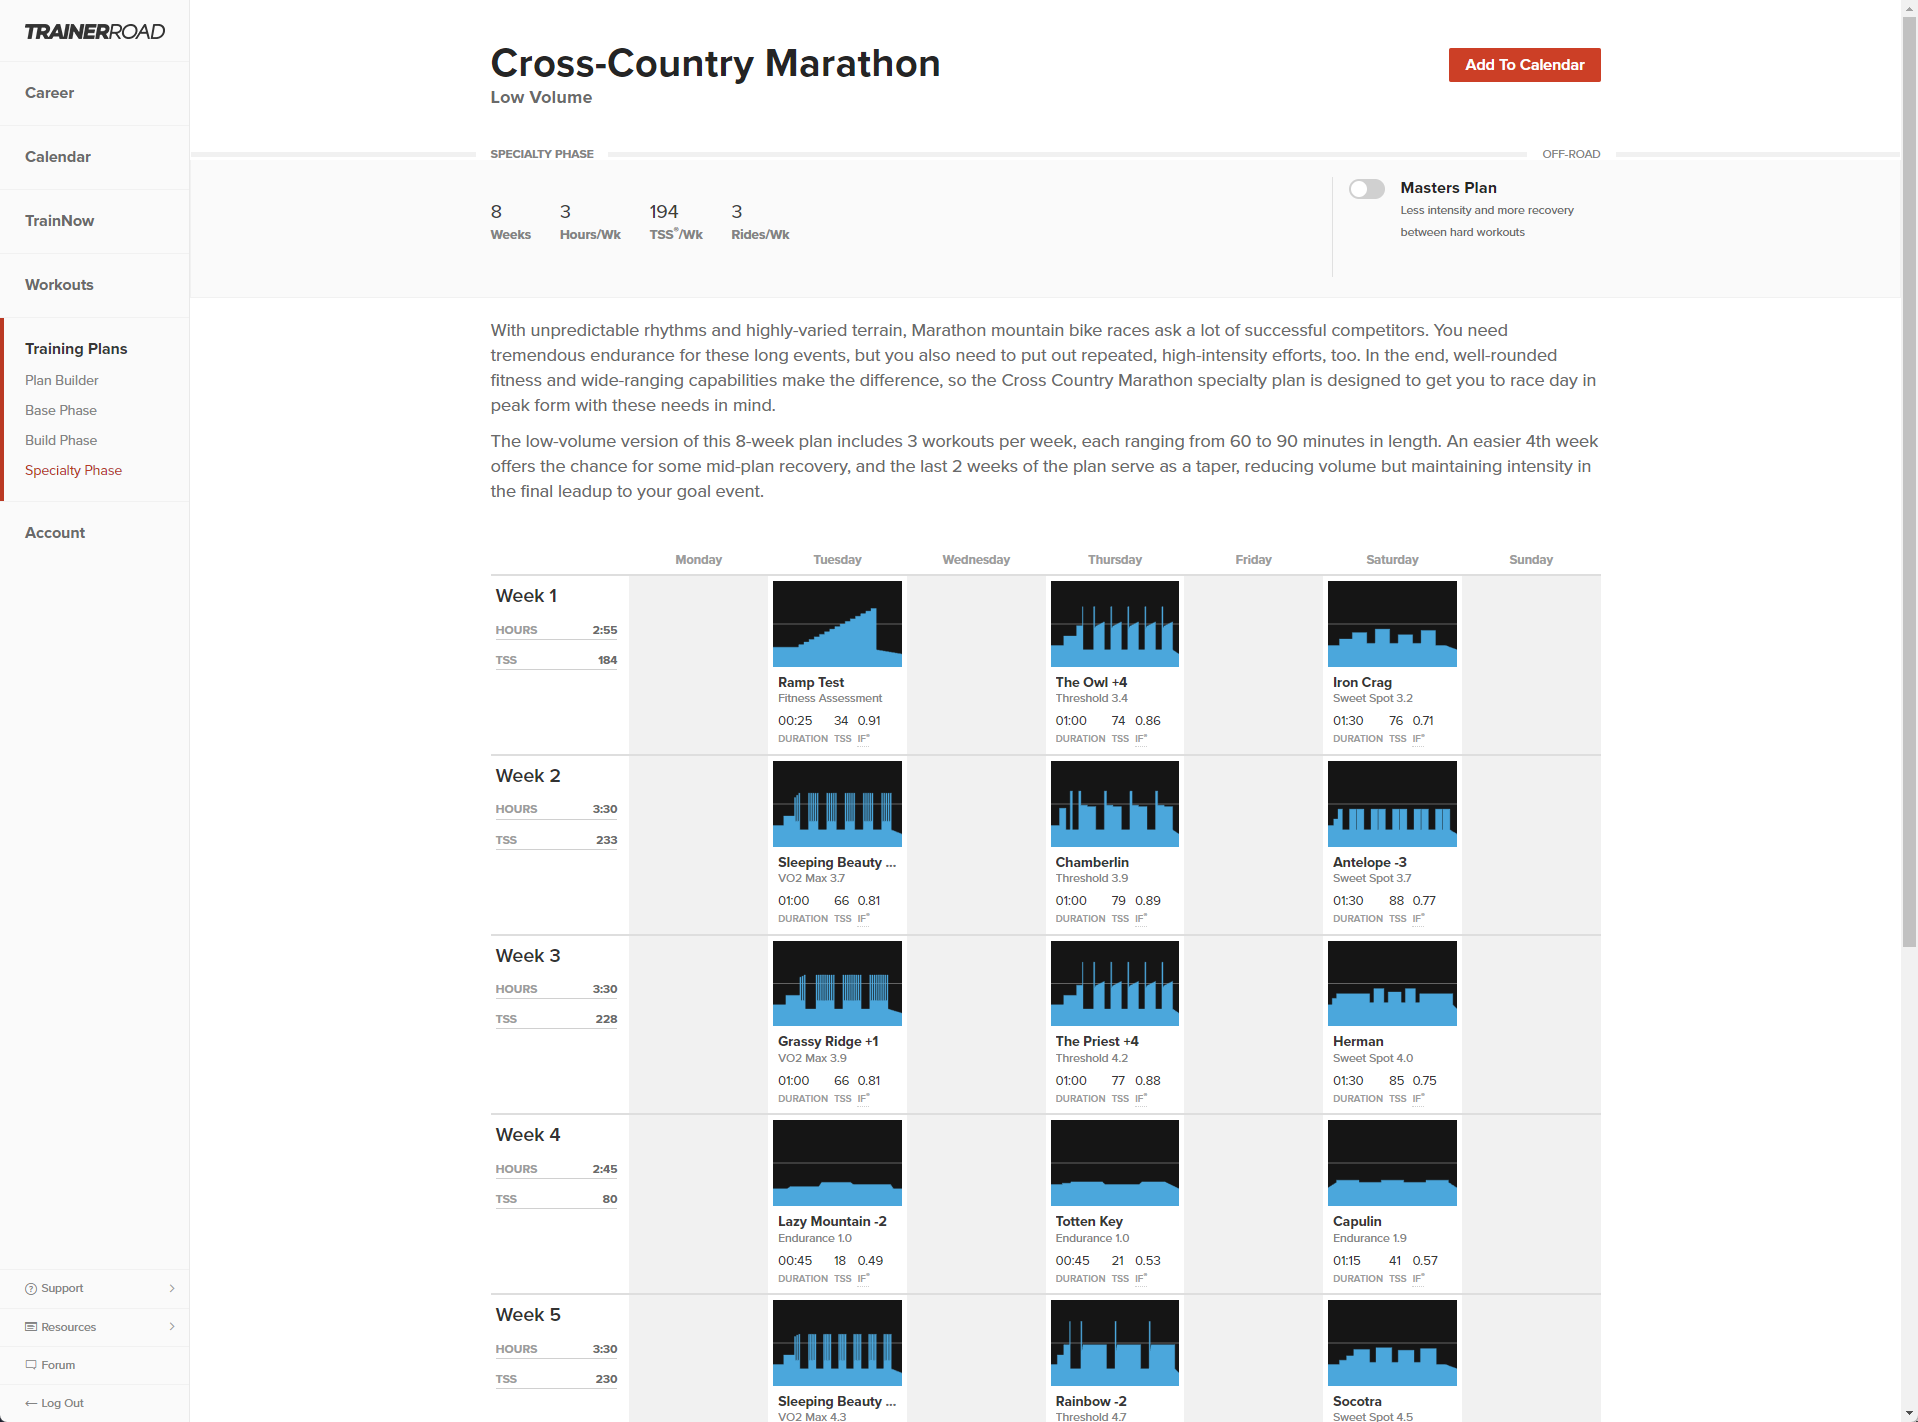 TRAINERROAD
Career
Calendar
TrainNow
Workouts
Training Plans
Plan Builder
Base Phase
Build Phase
Specialty Phase
Account
Support
Resources
Forum
Log Out
Cross-Country Marathon
Low Volume
Add To Calendar
SPECIALTY PHASE
OFF-ROAD
8 3 194 3
Weeks Hours/Wk TSS®/Wk Rides/Wk
Masters Plan
Less intensity and more recovery
between hard workouts
With unpredictable rhythms and highly-varied terrain, Marathon mountain bike races ask a lot of successful competitors. You need
tremendous endurance for these long events, but you also need to put out repeated, high-intensity efforts, too. In the end, well-rounded
fitness and wide-ranging capabilities make the difference, so the Cross Country Marathon specialty plan is designed to get you to race day in
peak form with these needs in mind.
The low-volume version of this 8-week plan includes 3 workouts per week, each ranging from 60 to 90 minutes in length. An easier 4th week
offers the chance for some mid-plan recovery, and the last 2 weeks of the plan serve as a taper, reducing volume but maintaining intensity in
the final leadup to your goal event.
Monday Tuesday Wednesday Thursday Friday Saturday Sunday
Week 1
HOURS 2:55
TSS 184
Ramp Test
Fitness Assessment
00:25 34 0.91
DURATION TSS IF®
The Owl +4
Threshold 3.4
01:00 74 0.86
DURATION TSS IF®
Iron Crag
Sweet Spot 3.2
01:30 76 0.71
DURATION TSS IF®
Week 2
HOURS 3:30
TSS 233
Sleeping Beauty ...
VO2 Max 3.7
01:00 66 0.81
DURATION TSS IF®
Chamberlin
Threshold 3.9
01:00 79 0.89
DURATION TSS IF®
Antelope -3
Sweet Spot 3.7
01:30 88 0.77
DURATION TSS IF®
Week 3
HOURS 3:30
TSS 228
Grassy Ridge +1
VO2 Max 3.9
01:00 66 0.81
DURATION TSS IF®
The Priest +4
Threshold 4.2
01:00 77 0.88
DURATION TSS IF®
Herman
Sweet Spot 4.0
01:30 85 0.75
DURATION TSS IF®
Week 4
HOURS 2:45
TSS 80
Lazy Mountain -2
Endurance 1.0
00:45 18 0.49
DURATION TSS IF®
Totten Key
Endurance 1.0
00:45 21 0.53
DURATION TSS IF®
Capulin
Endurance 1.9
01:15 41 0.57
DURATION TSS IF®
Week 5
HOURS 3:30
TSS 230
Sleeping Beauty ...
VO2 Max 4.3
Rainbow -2
Threshold 4.7
Socotra
Sweet Spot 4.5